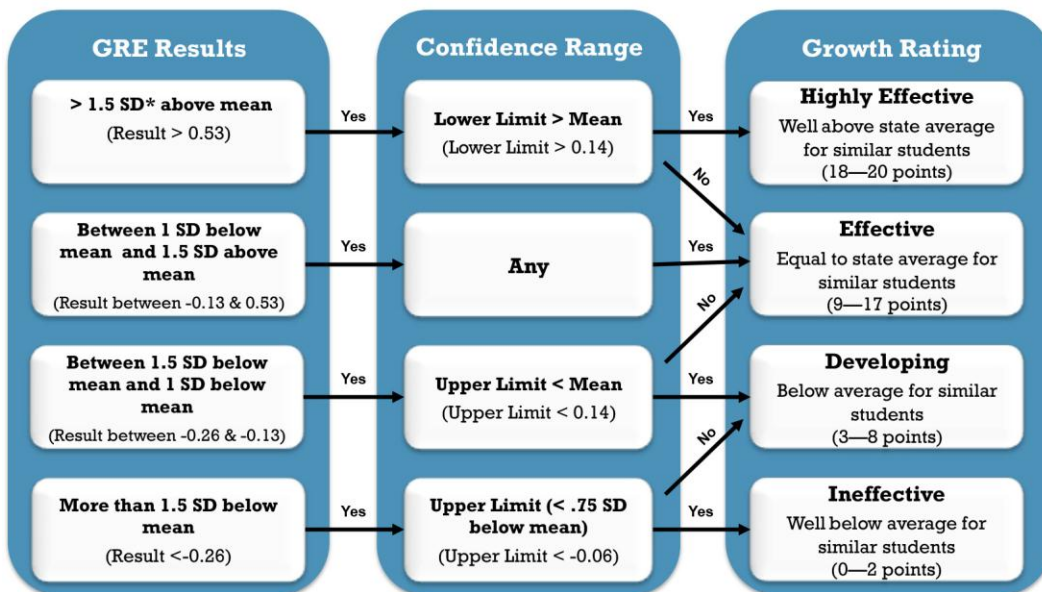 GRE Results
> 1.5 SD* above mean
(Result > 0.53)
Between 1 SD below
mean and 1.5 SD above
mean
(Result between -0.13 & 0.53)
Between 1.5 SD below
mean and 1 SD below
mean
(Result between -0.26 & -0.13)
More than 1.5 SD below
mean
(Result <-0.26)
Yes
Yes
Yes
Yes
Confidence Range
Lower Limit > Mean
(Lower Limit > 0.14)
Any
Upper Limit < Mean
(Upper Limit < 0.14)
Upper Limit (< .75 SD
below mean)
(Upper Limit < -0.06)
Yes
No
Yes
No
Yes
No
Yes
Growth Rating
Highly Effective
Well above state average
for similar students
(18—20 points)
Effective
Equal to state average for
similar students
(9—17 points)
Developing
Below average for similar
students
(3—8 points)
Ineffective
Well below average for
similar students
(0—2 points)